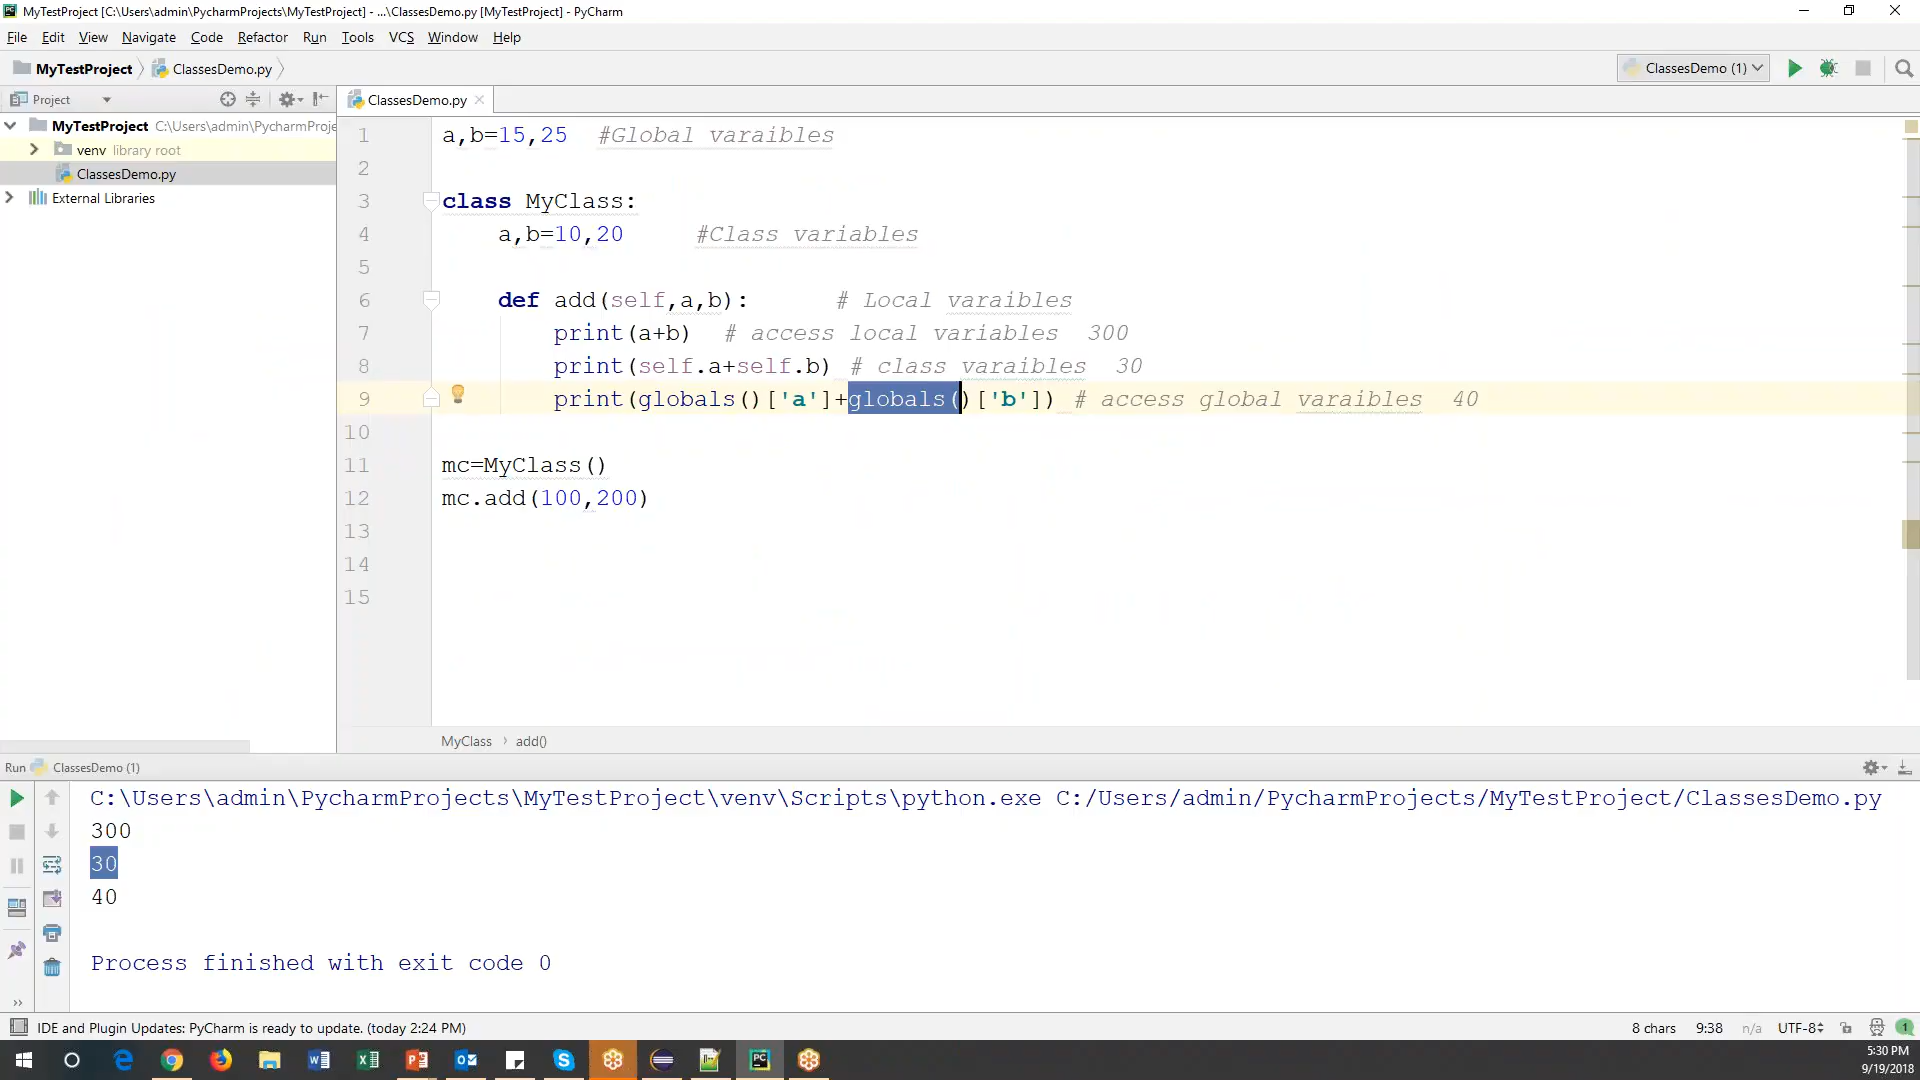 MyTestProject [C:\Users\admin\PycharmProjects\MyTestProject] - ...\ClassesDemo.py [MyTestProject] - PyCharm
File Edit View Navigate Code Refactor Run Tools VCS Window Help
MyTestProject ClassesDemo.py ClassesDemo (1)
Project ClassesDemo.py
MyTestProject C:\Users\admin\PycharmProje
venv library root
ClassesDemo.py
External Libraries
1 a,b=15,25 #Global varaibles
2
3 class MyClass:
4 a,b=10,20 #Class variables
5
6 def add(self,a,b): # Local varaibles
7 print(a+b) # access local variables 300
8 print(self.a+self.b) # class varaibles 30
9 print(globals()['a']+globals()['b']) # access global varaibles 40
10
11 mc=MyClass()
12 mc.add(100,200)
13
14
15
MyClass › add()
Run ClassesDemo (1)
C:\Users\admin\PycharmProjects\MyTestProject\venv\Scripts\python.exe C:/Users/admin/PycharmProjects/MyTestProject/ClassesDemo.py
300
30
40
Process finished with exit code 0
IDE and Plugin Updates: PyCharm is ready to update. (today 2:24 PM) 8 chars 9:38 n/a UTF-8 1
5:30 PM
9/19/2018